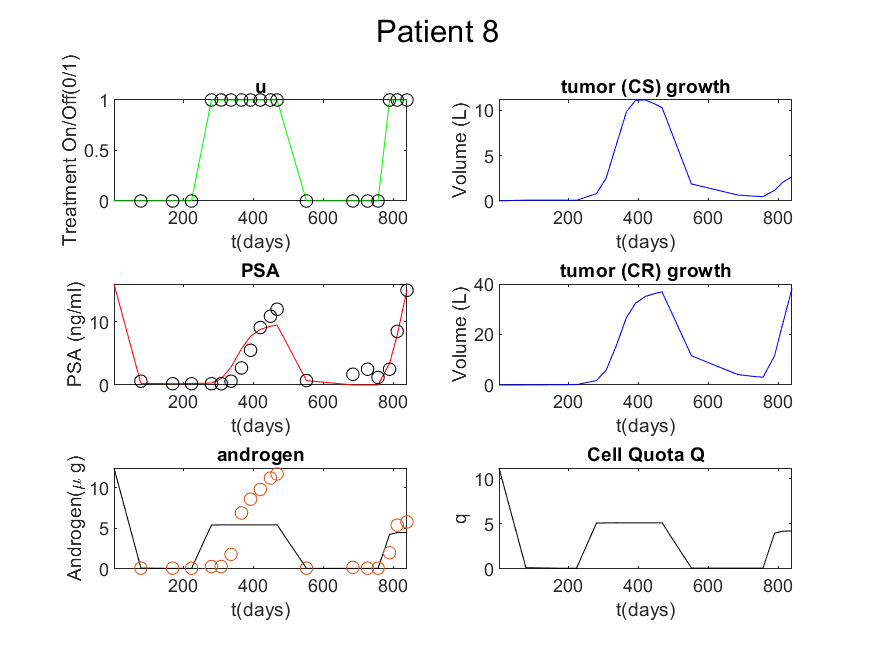 Patient 8
u
Treatment On/Off(0/1)
1
0.5
0
200 400 600 800
t(days)
tumor (CS) growth
Volume (L)
10
5
0
200 400 600 800
t(days)
PSA
PSA (ng/ml)
10
0
200 400 600 800
t(days)
tumor (CR) growth
Volume (L)
40
20
0
200 400 600 800
t(days)
androgen
Androgen(μ g)
10
5
0
200 400 600 800
t(days)
Cell Quota Q
q
10
5
0
200 400 600 800
t(days)